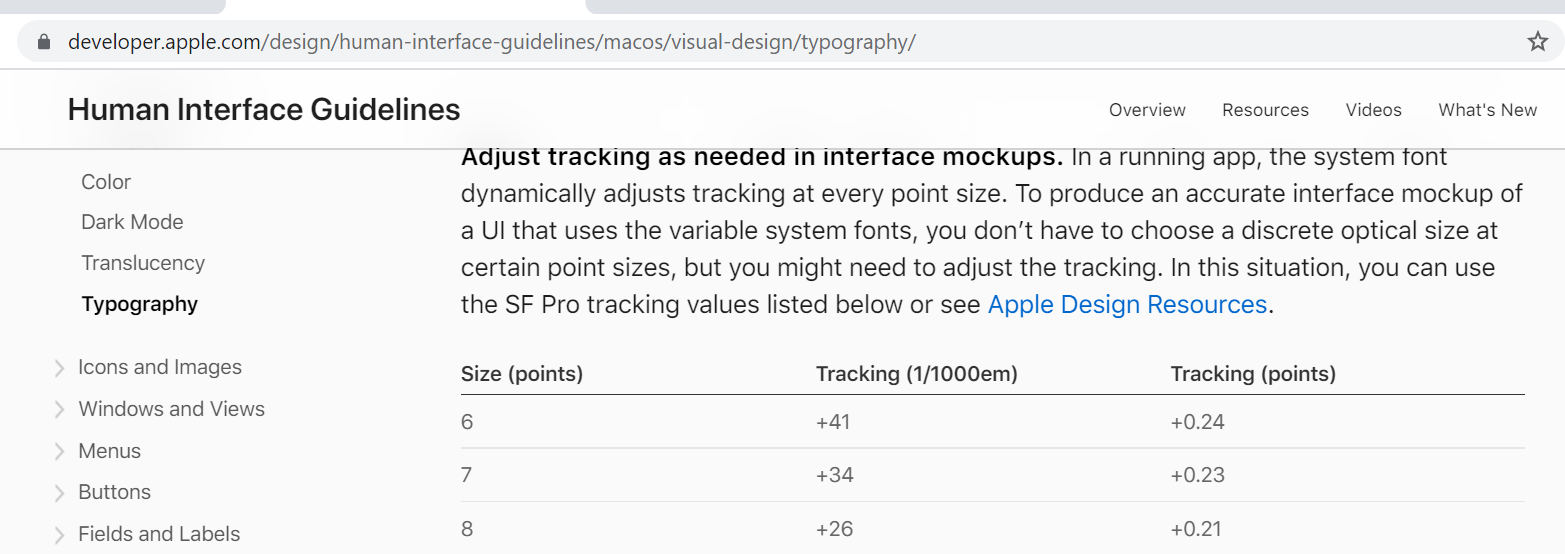 developer.apple.com/design/human-interface-guidelines/macos/visual-design/typography/
Human Interface Guidelines
Overview Resources Videos What's New
Color
Dark Mode
Translucency
Typography
Icons and Images
Windows and Views
Menus
Buttons
Fields and Labels
Adjust tracking as needed in interface mockups. In a running app, the system font
dynamically adjusts tracking at every point size. To produce an accurate interface mockup of
a UI that uses the variable system fonts, you don’t have to choose a discrete optical size at
certain point sizes, but you might need to adjust the tracking. In this situation, you can use
the SF Pro tracking values listed below or see Apple Design Resources.
Size (points) Tracking (1/1000em) Tracking (points)
6 +41 +0.24
7 +34 +0.23
8 +26 +0.21